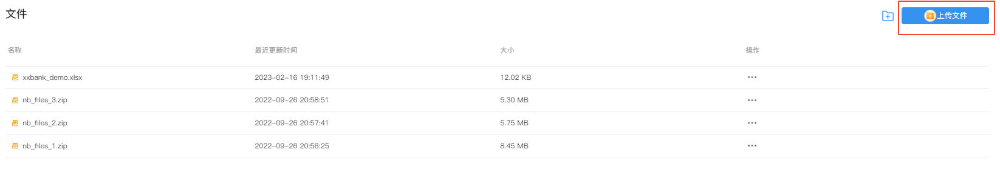 文件
上传文件
名称 最近更新时间 大小 操作
xxbank_demo.xlsx 2023-02-16 19:11:49 12.02 KB
nb_files_3.zip 2022-09-26 20:58:51 5.30 MB
nb_files_2.zip 2022-09-26 20:57:41 5.75 MB
nb_files_1.zip 2022-09-26 20:56:25 8.45 MB